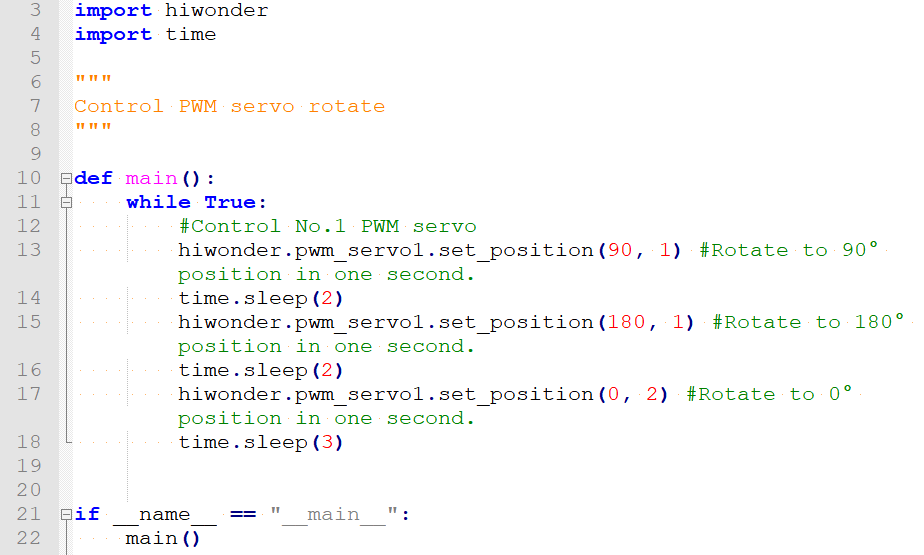 3 import hiwonder
4 import time
5
6 """
7 Control PWM servo rotate
8 """
9
10 def main():
11     while True:
12         #Control No.1 PWM servo
13         hiwonder.pwm_servo1.set_position(90, 1) #Rotate to 90°
position in one second.
14         time.sleep(2)
15         hiwonder.pwm_servo1.set_position(180, 1) #Rotate to 180°
position in one second.
16         time.sleep(2)
17         hiwonder.pwm_servo1.set_position(0, 2) #Rotate to 0°
position in one second.
18         time.sleep(3)
19
20
21 if __name__ == "__main__":
22     main()